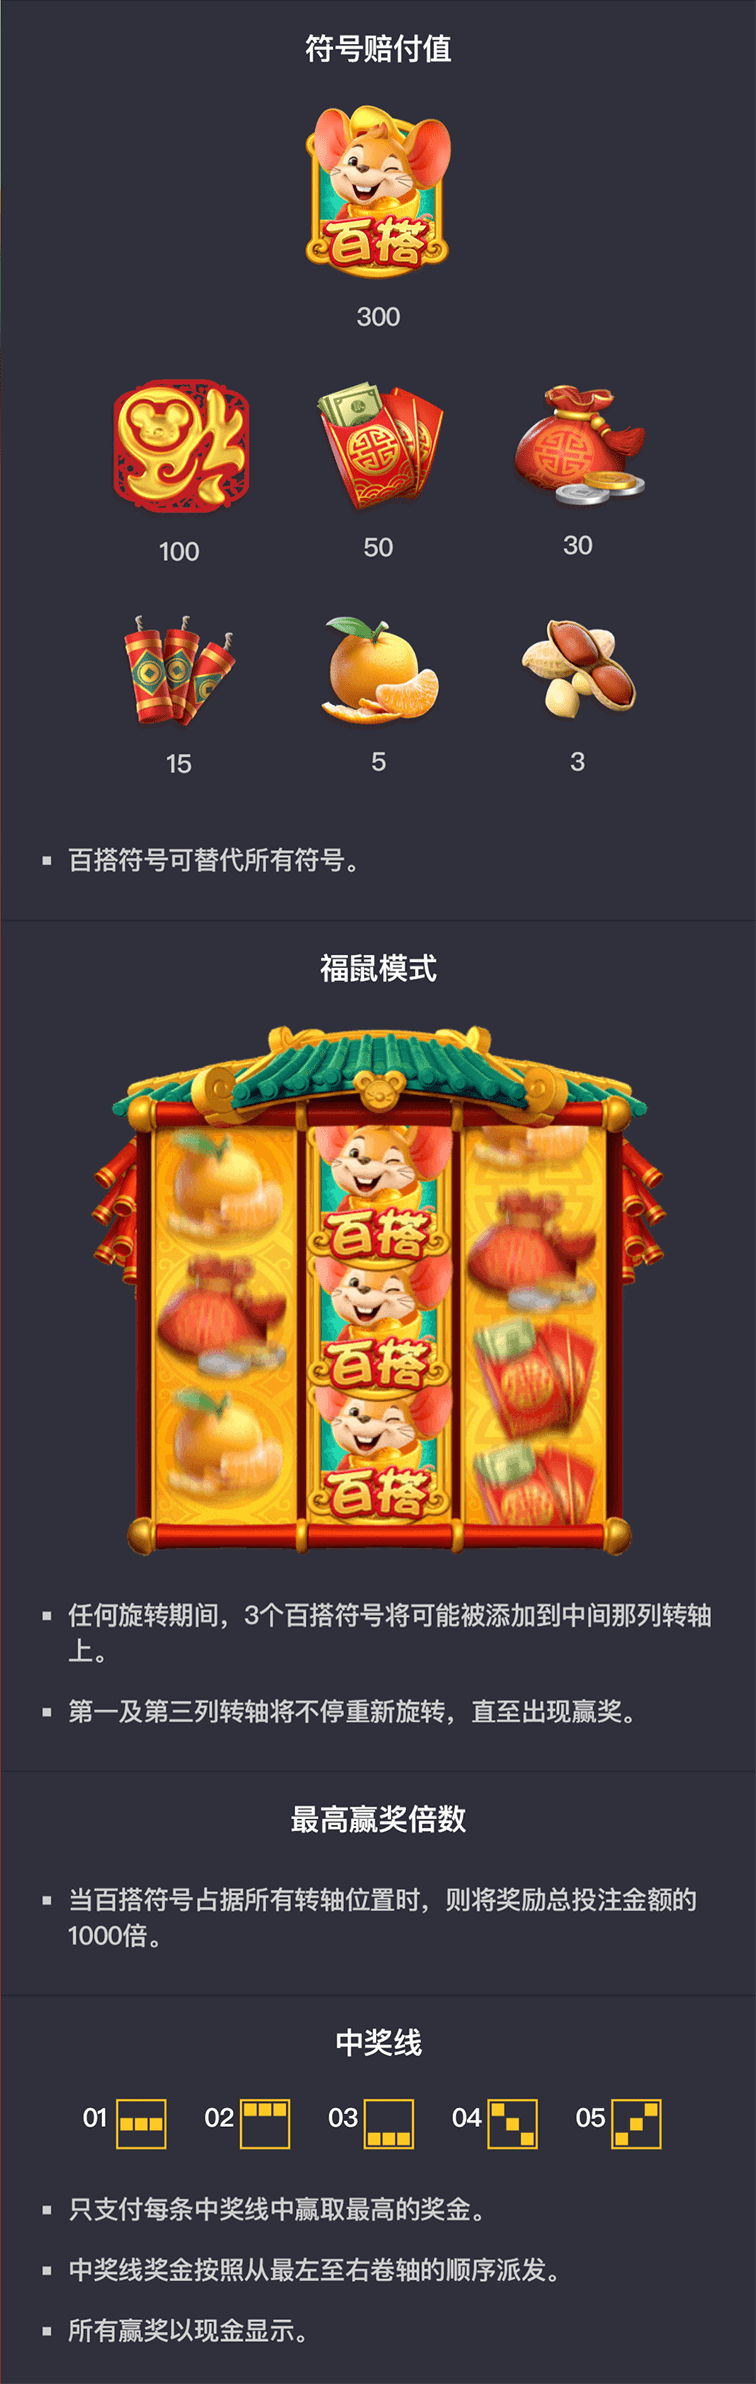 符号赔付值
百搭
300
100
50
30
15
5
3
百搭符号可替代所有符号。
福鼠模式
百搭
百搭
百搭
任何旋转期间，3个百搭符号将可能被添加到中间那列转轴
上。
第一及第三列转轴将不停重新旋转，直至出现赢奖。
最高赢奖倍数
当百搭符号占据所有转轴位置时，则将奖励总投注金额的
1000倍。
中奖线
01 02 03 04 05
只支付每条中奖线中赢取最高的奖金。
中奖线奖金按照从最左至右卷轴的顺序派发。
所有赢奖以现金显示。